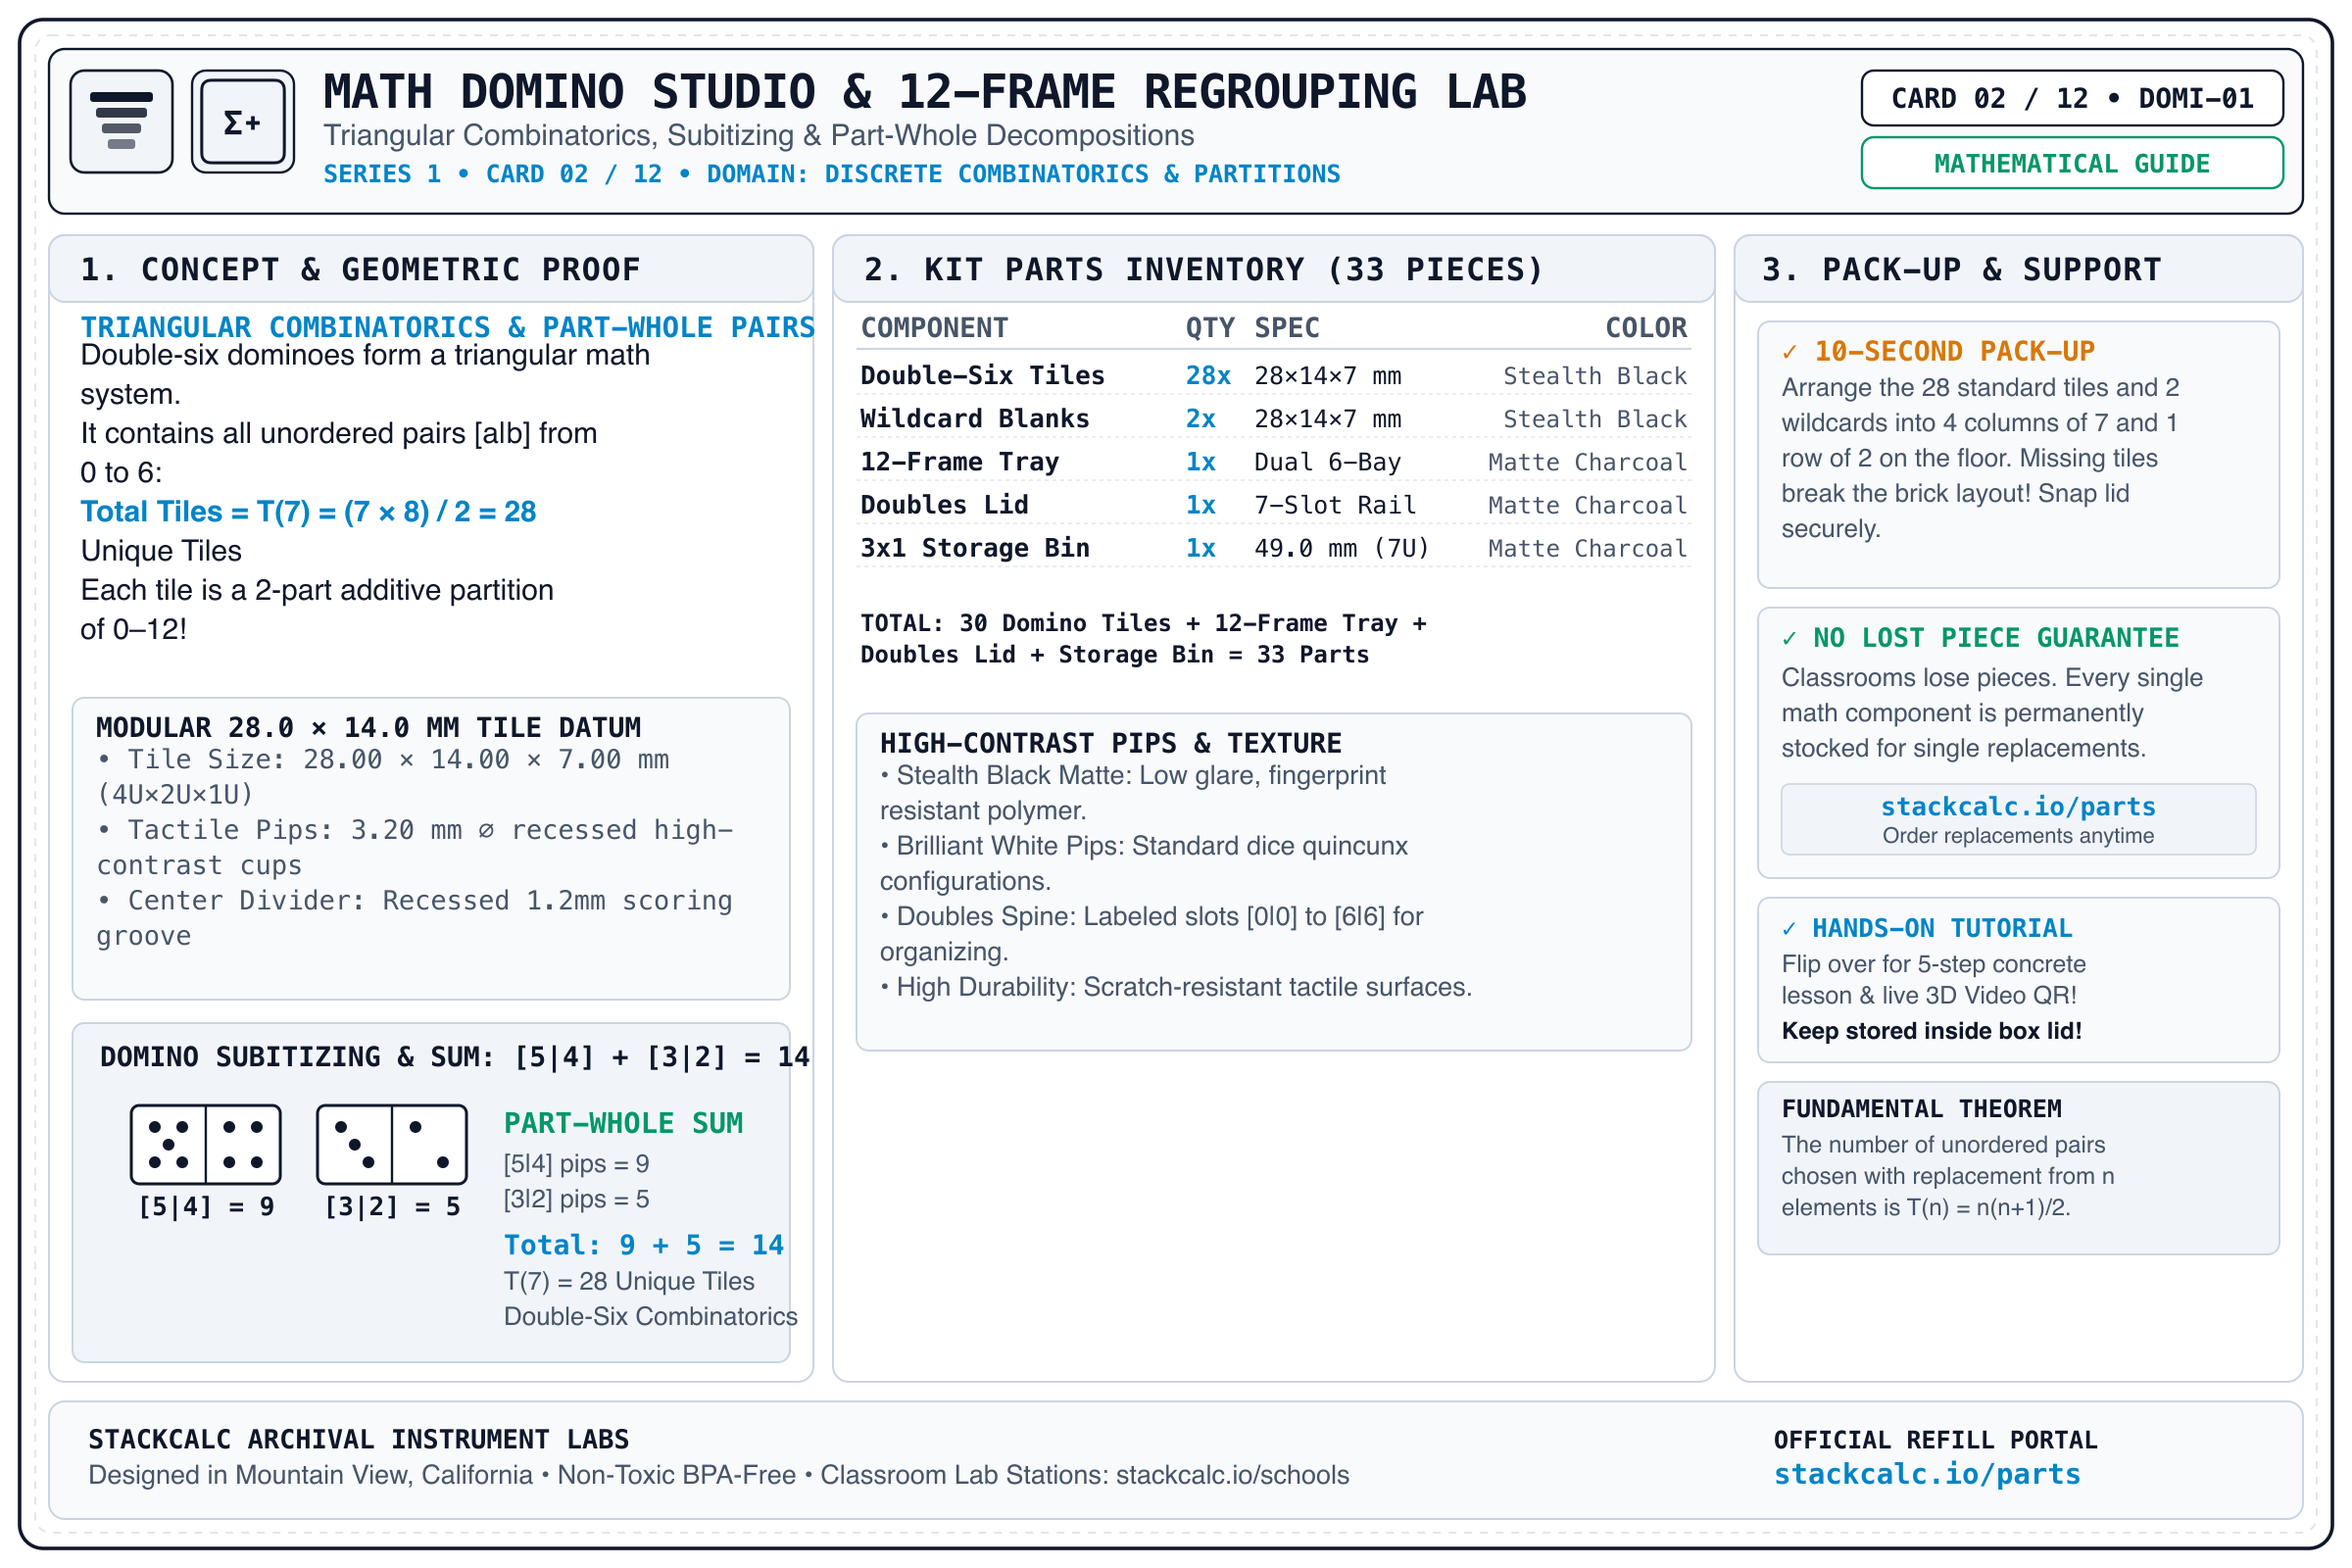 Σ+
MATH DOMINO STUDIO & 12–FRAME REGROUPING LAB
Triangular Combinatorics, Subitizing & Part-Whole Decompositions
SERIES 1 • CARD 02 / 12 • DOMAIN: DISCRETE COMBINATORICS & PARTITIONS
CARD 02 / 12 • DOMI–01
MATHEMATICAL GUIDE
1. CONCEPT & GEOMETRIC PROOF
TRIANGULAR COMBINATORICS & PART–WHOLE PAIRS
Double-six dominoes form a triangular math
system.
It contains all unordered pairs [a|b] from
0 to 6:
Total Tiles = T(7) = (7 × 8) / 2 = 28
Unique Tiles
Each tile is a 2-part additive partition
of 0–12!
MODULAR 28.0 × 14.0 MM TILE DATUM
• Tile Size: 28.00 × 14.00 × 7.00 mm
(4U×2U×1U)
• Tactile Pips: 3.20 mm ⌀ recessed high–
contrast cups
• Center Divider: Recessed 1.2mm scoring
groove
DOMINO SUBITIZING & SUM: [5|4] + [3|2] = 14
[5|4] = 9
[3|2] = 5
PART–WHOLE SUM
[5|4] pips = 9
[3|2] pips = 5
Total: 9 + 5 = 14
T(7) = 28 Unique Tiles
Double-Six Combinatorics
2. KIT PARTS INVENTORY (33 PIECES)
COMPONENT QTY SPEC COLOR
Double–Six Tiles 28x 28×14×7 mm Stealth Black
Wildcard Blanks 2x 28×14×7 mm Stealth Black
12–Frame Tray 1x Dual 6–Bay Matte Charcoal
Doubles Lid 1x 7–Slot Rail Matte Charcoal
3x1 Storage Bin 1x 49.0 mm (7U) Matte Charcoal
TOTAL: 30 Domino Tiles + 12–Frame Tray +
Doubles Lid + Storage Bin = 33 Parts
HIGH–CONTRAST PIPS & TEXTURE
• Stealth Black Matte: Low glare, fingerprint
resistant polymer.
• Brilliant White Pips: Standard dice quincunx
configurations.
• Doubles Spine: Labeled slots [0|0] to [6|6] for
organizing.
• High Durability: Scratch-resistant tactile surfaces.
3. PACK–UP & SUPPORT
✓ 10–SECOND PACK–UP
Arrange the 28 standard tiles and 2
wildcards into 4 columns of 7 and 1
row of 2 on the floor. Missing tiles
break the brick layout! Snap lid
securely.
✓ NO LOST PIECE GUARANTEE
Classrooms lose pieces. Every single
math component is permanently
stocked for single replacements.
stackcalc.io/parts
Order replacements anytime
✓ HANDS–ON TUTORIAL
Flip over for 5-step concrete
lesson & live 3D Video QR!
Keep stored inside box lid!
FUNDAMENTAL THEOREM
The number of unordered pairs
chosen with replacement from n
elements is T(n) = n(n+1)/2.
STACKCALC ARCHIVAL INSTRUMENT LABS
Designed in Mountain View, California • Non-Toxic BPA-Free • Classroom Lab Stations: stackcalc.io/schools
OFFICIAL REFILL PORTAL
stackcalc.io/parts